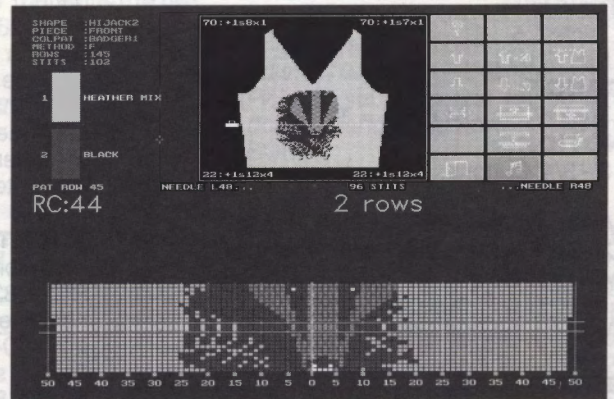 SHAPE :HIJACK2
PIECE :FRONT
COLPAT :BADGER1
METHOD :F
ROWS :145
STITS :102
1 HEATHER MIX
2 BLACK
PAT ROW 45
RC:44
70:+1s8x1 70:+1s7x1
22:+1s12x4 22:+1s12x4
NEEDLE L48... 96 STITS ...NEEDLE R48
2 rows
50 45 40 35 30 25 20 15 10 5 0 5 10 15 20 25 30 35 40 45 50